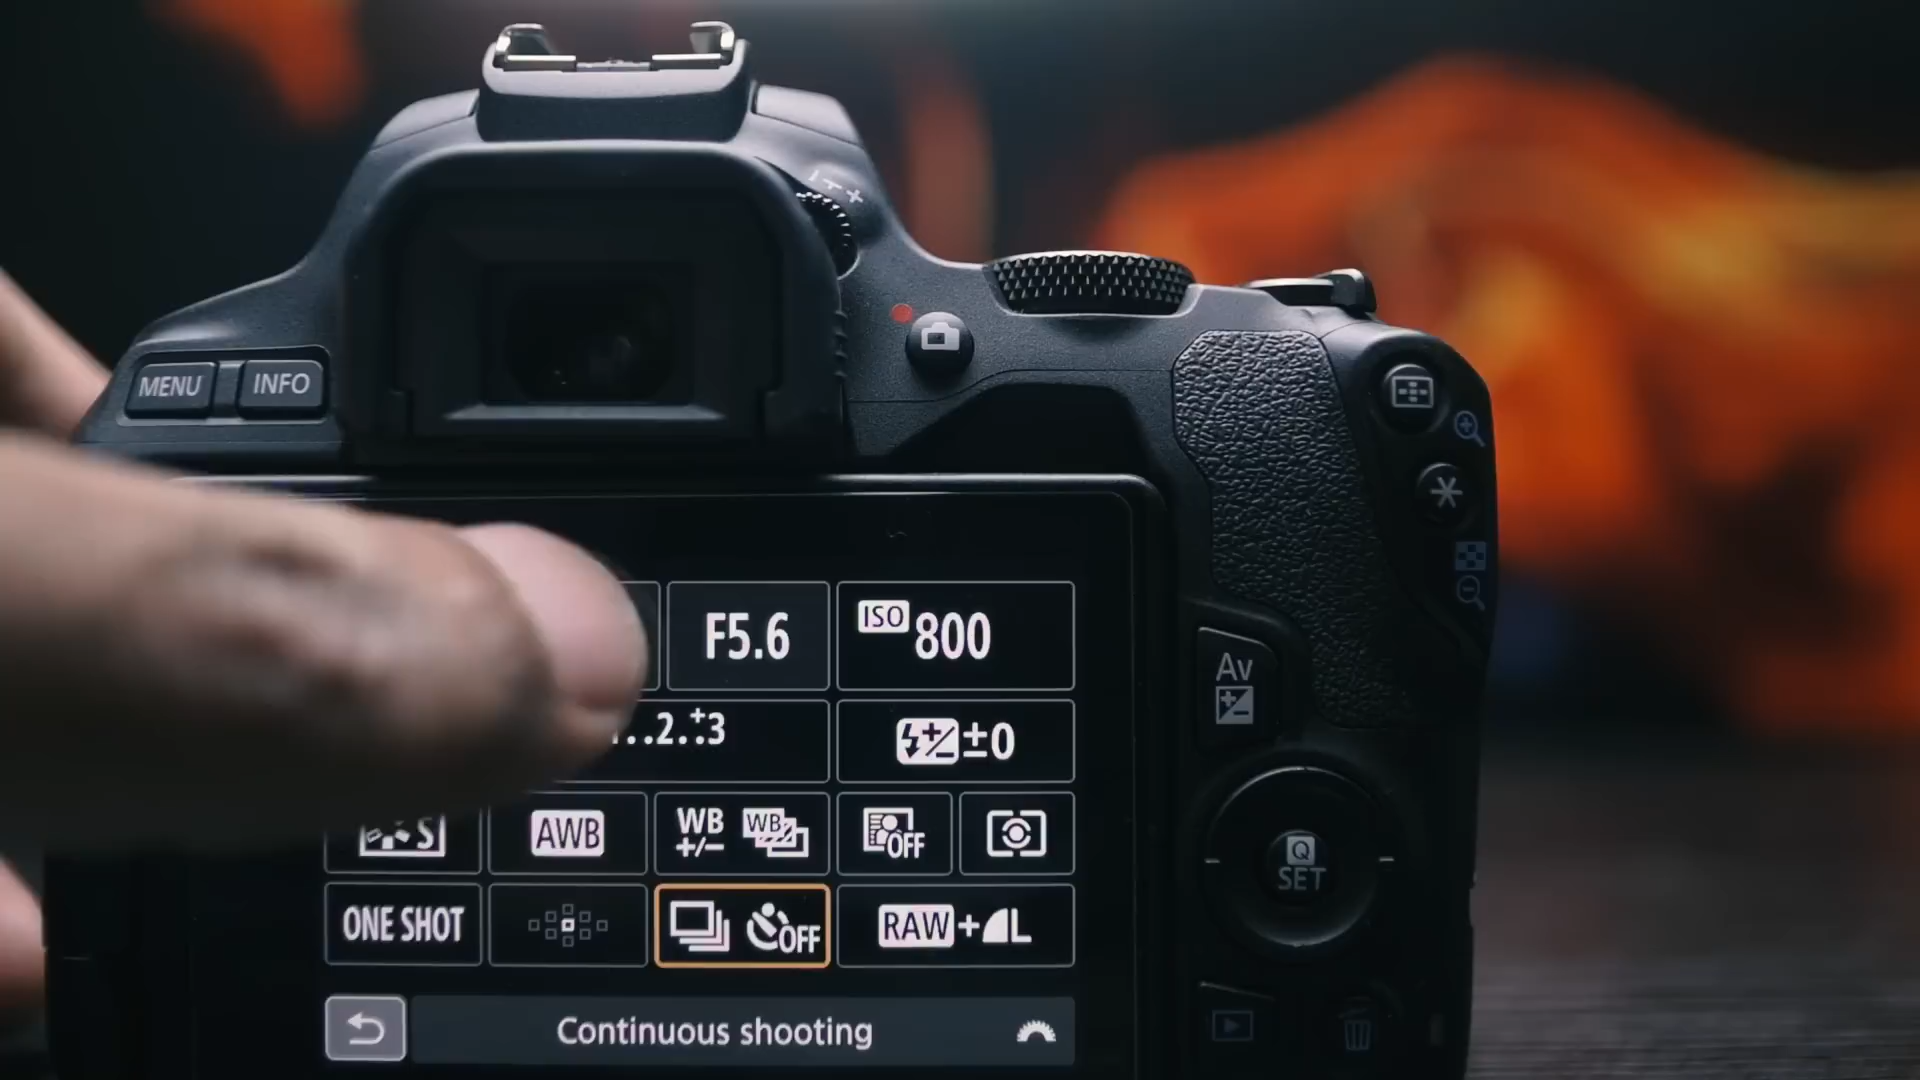 MENU INFO
F5.6 ISO 800
..2.+3 ±0
S AWB WB +/- WB OFF
ONE SHOT OFF RAW+L
Continuous shooting
Av
Q
SET